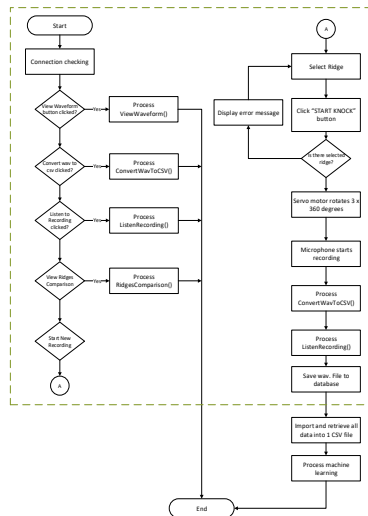 Start
Connection checking
View Waveform
button clicked?
Yes
Process
ViewWaveform()
Convert wav to
csv clicked?
Yes
Process
ConvertWavToCSV()
Listen to
Recording
clicked?
Yes
Process
ListenRecording()
View Ridges
Comparison
Yes
Process
RidgesComparison()
Start New
Recording
A
A
Select Ridge
Click "START KNOCK"
button
Display error message
Is there selected
ridge?
Servo motor rotates 3 x
360 degrees
Microphone starts
recording
Process
ConvertWavToCSV()
Process
ListenRecording()
Save wav. File to
database
Import and retrieve all
data into 1 CSV file
Process machine
learning
End